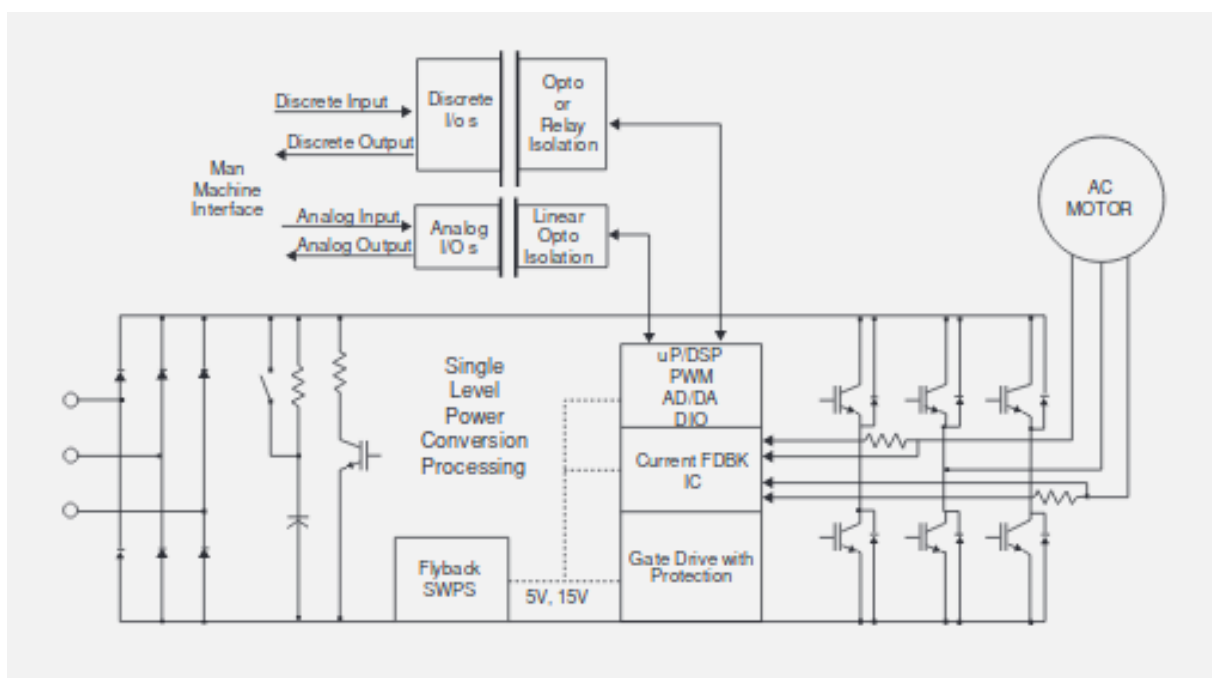 Discrete Input
Discrete Output
Man
Machine
Interface
Analog Input
Analog Output
Discrete
I/o s
Opto
or
Relay
Isolation
Analog
I/O s
Linear
Opto
Isolation
AC
MOTOR
Single
Level
Power
Conversion
Processing
uP/DSP
PWM
AD/DA
DIO
Current FDBK
IC
Gate Drive with
Protection
Flyback
SWPS
5V, 15V